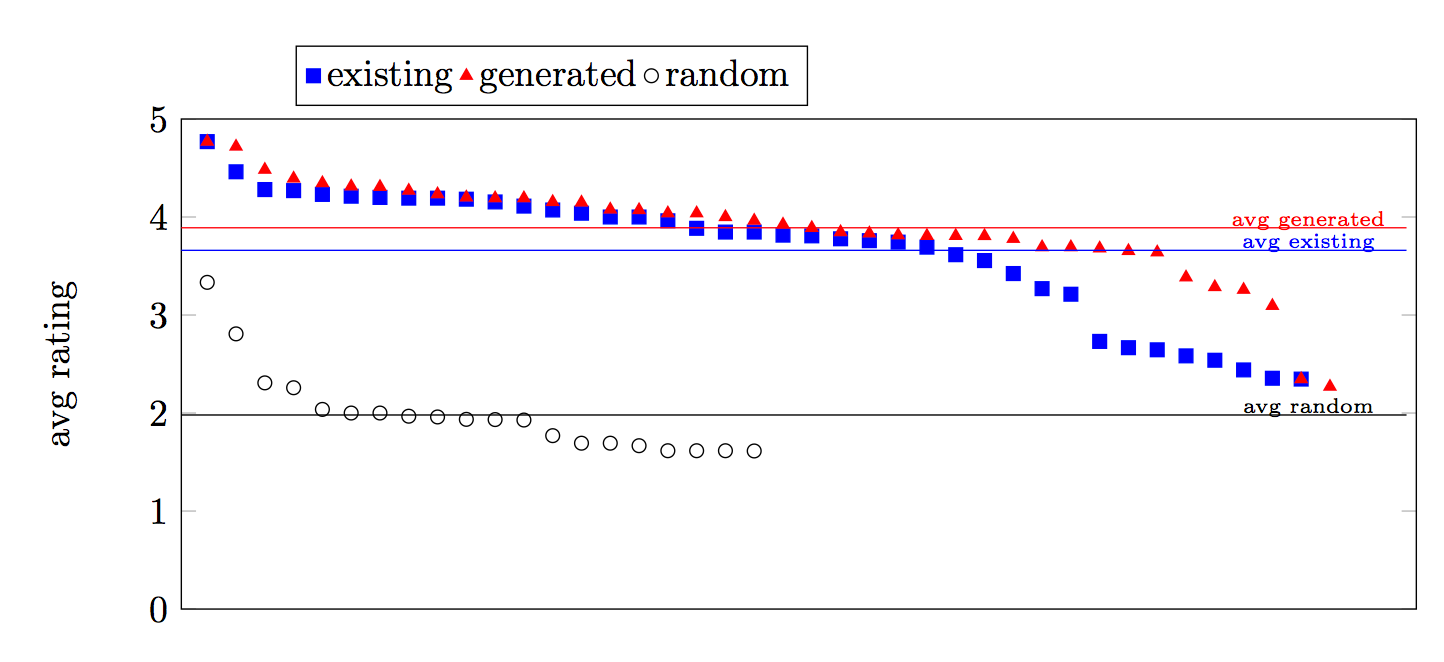 existing generated random
5
4
avg generated
avg existing
avg rating
3
2
avg random
1
0